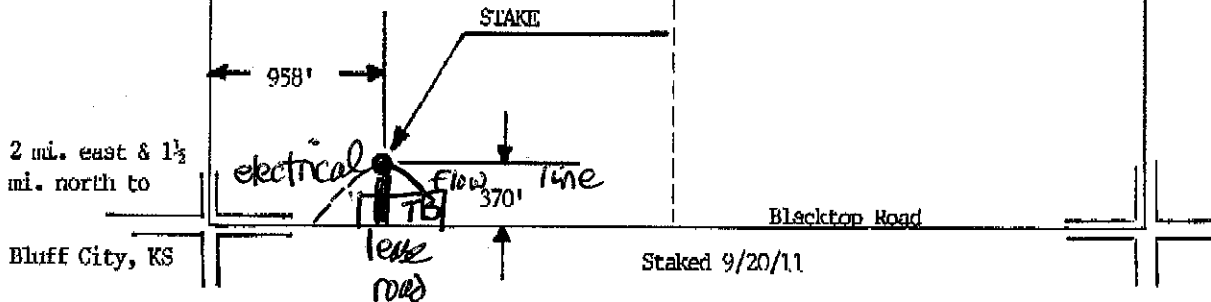 STAKE
958'
2 mi. east & 1½
mi. north to
electrical
Flow line
370'
TB
Blacktop Road
Bluff City, KS
lease
road
Staked 9/20/11